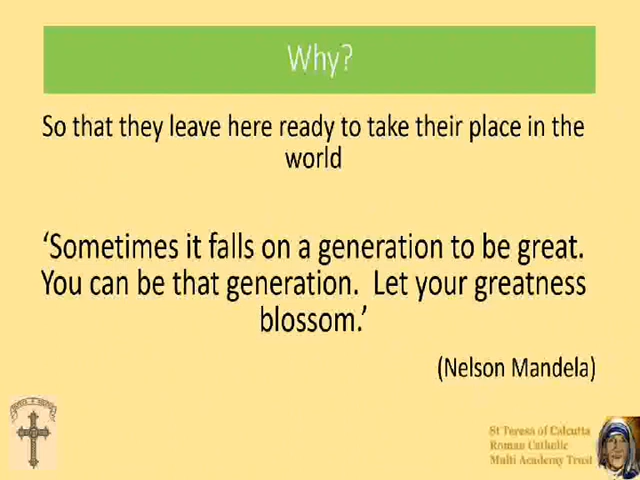 Why?
So that they leave here ready to take their place in the
world
‘Sometimes it falls on a generation to be great.
You can be that generation.  Let your greatness
blossom.’
(Nelson Mandela)
St Teresa of Calcutta
Roman Catholic
Multi Academy Trust